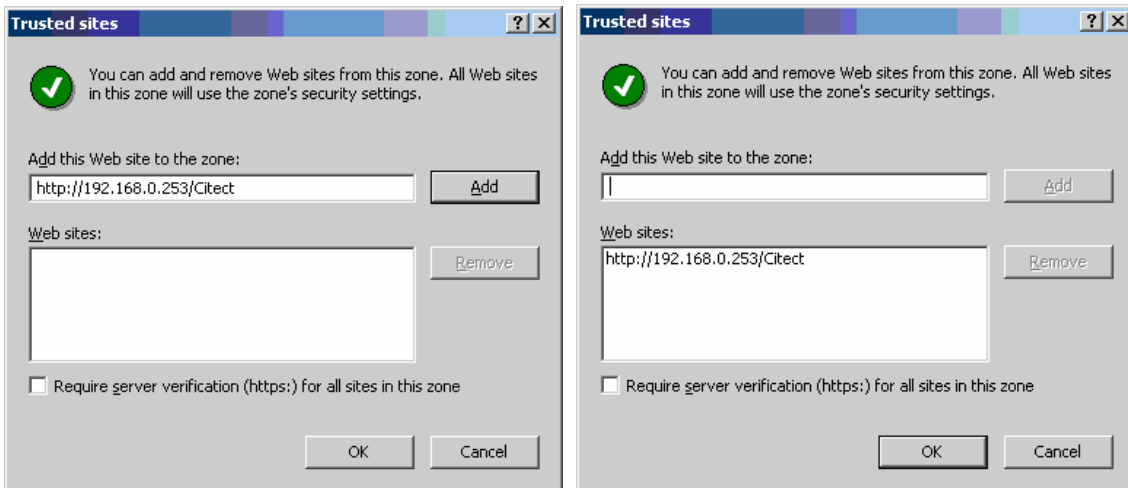 Trusted sites
You can add and remove Web sites from this zone. All Web sites
in this zone will use the zone's security settings.
Add this Web site to the zone:
http://192.168.0.253/Citect
Add
Web sites:
Remove
Require server verification (https:) for all sites in this zone
OK
Cancel
Trusted sites
You can add and remove Web sites from this zone. All Web sites
in this zone will use the zone's security settings.
Add this Web site to the zone:
Add
Web sites:
http://192.168.0.253/Citect
Remove
Require server verification (https:) for all sites in this zone
OK
Cancel